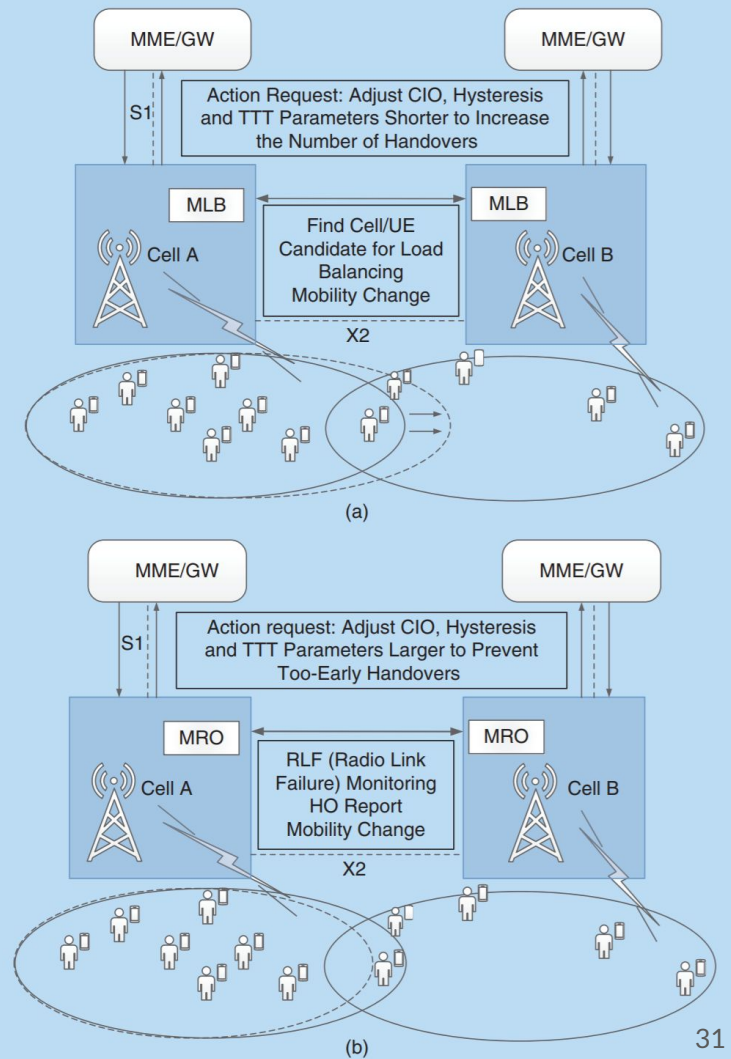 MME/GW
MME/GW
S1
Action Request: Adjust CIO, Hysteresis
and TTT Parameters Shorter to Increase
the Number of Handovers
MLB
MLB
Cell A
Find Cell/UE
Candidate for Load
Balancing
Mobility Change
Cell B
X2
(a)
MME/GW
MME/GW
S1
Action request: Adjust CIO, Hysteresis
and TTT Parameters Larger to Prevent
Too-Early Handovers
MRO
MRO
Cell A
RLF (Radio Link
Failure) Monitoring
HO Report
Mobility Change
Cell B
X2
(b)
31